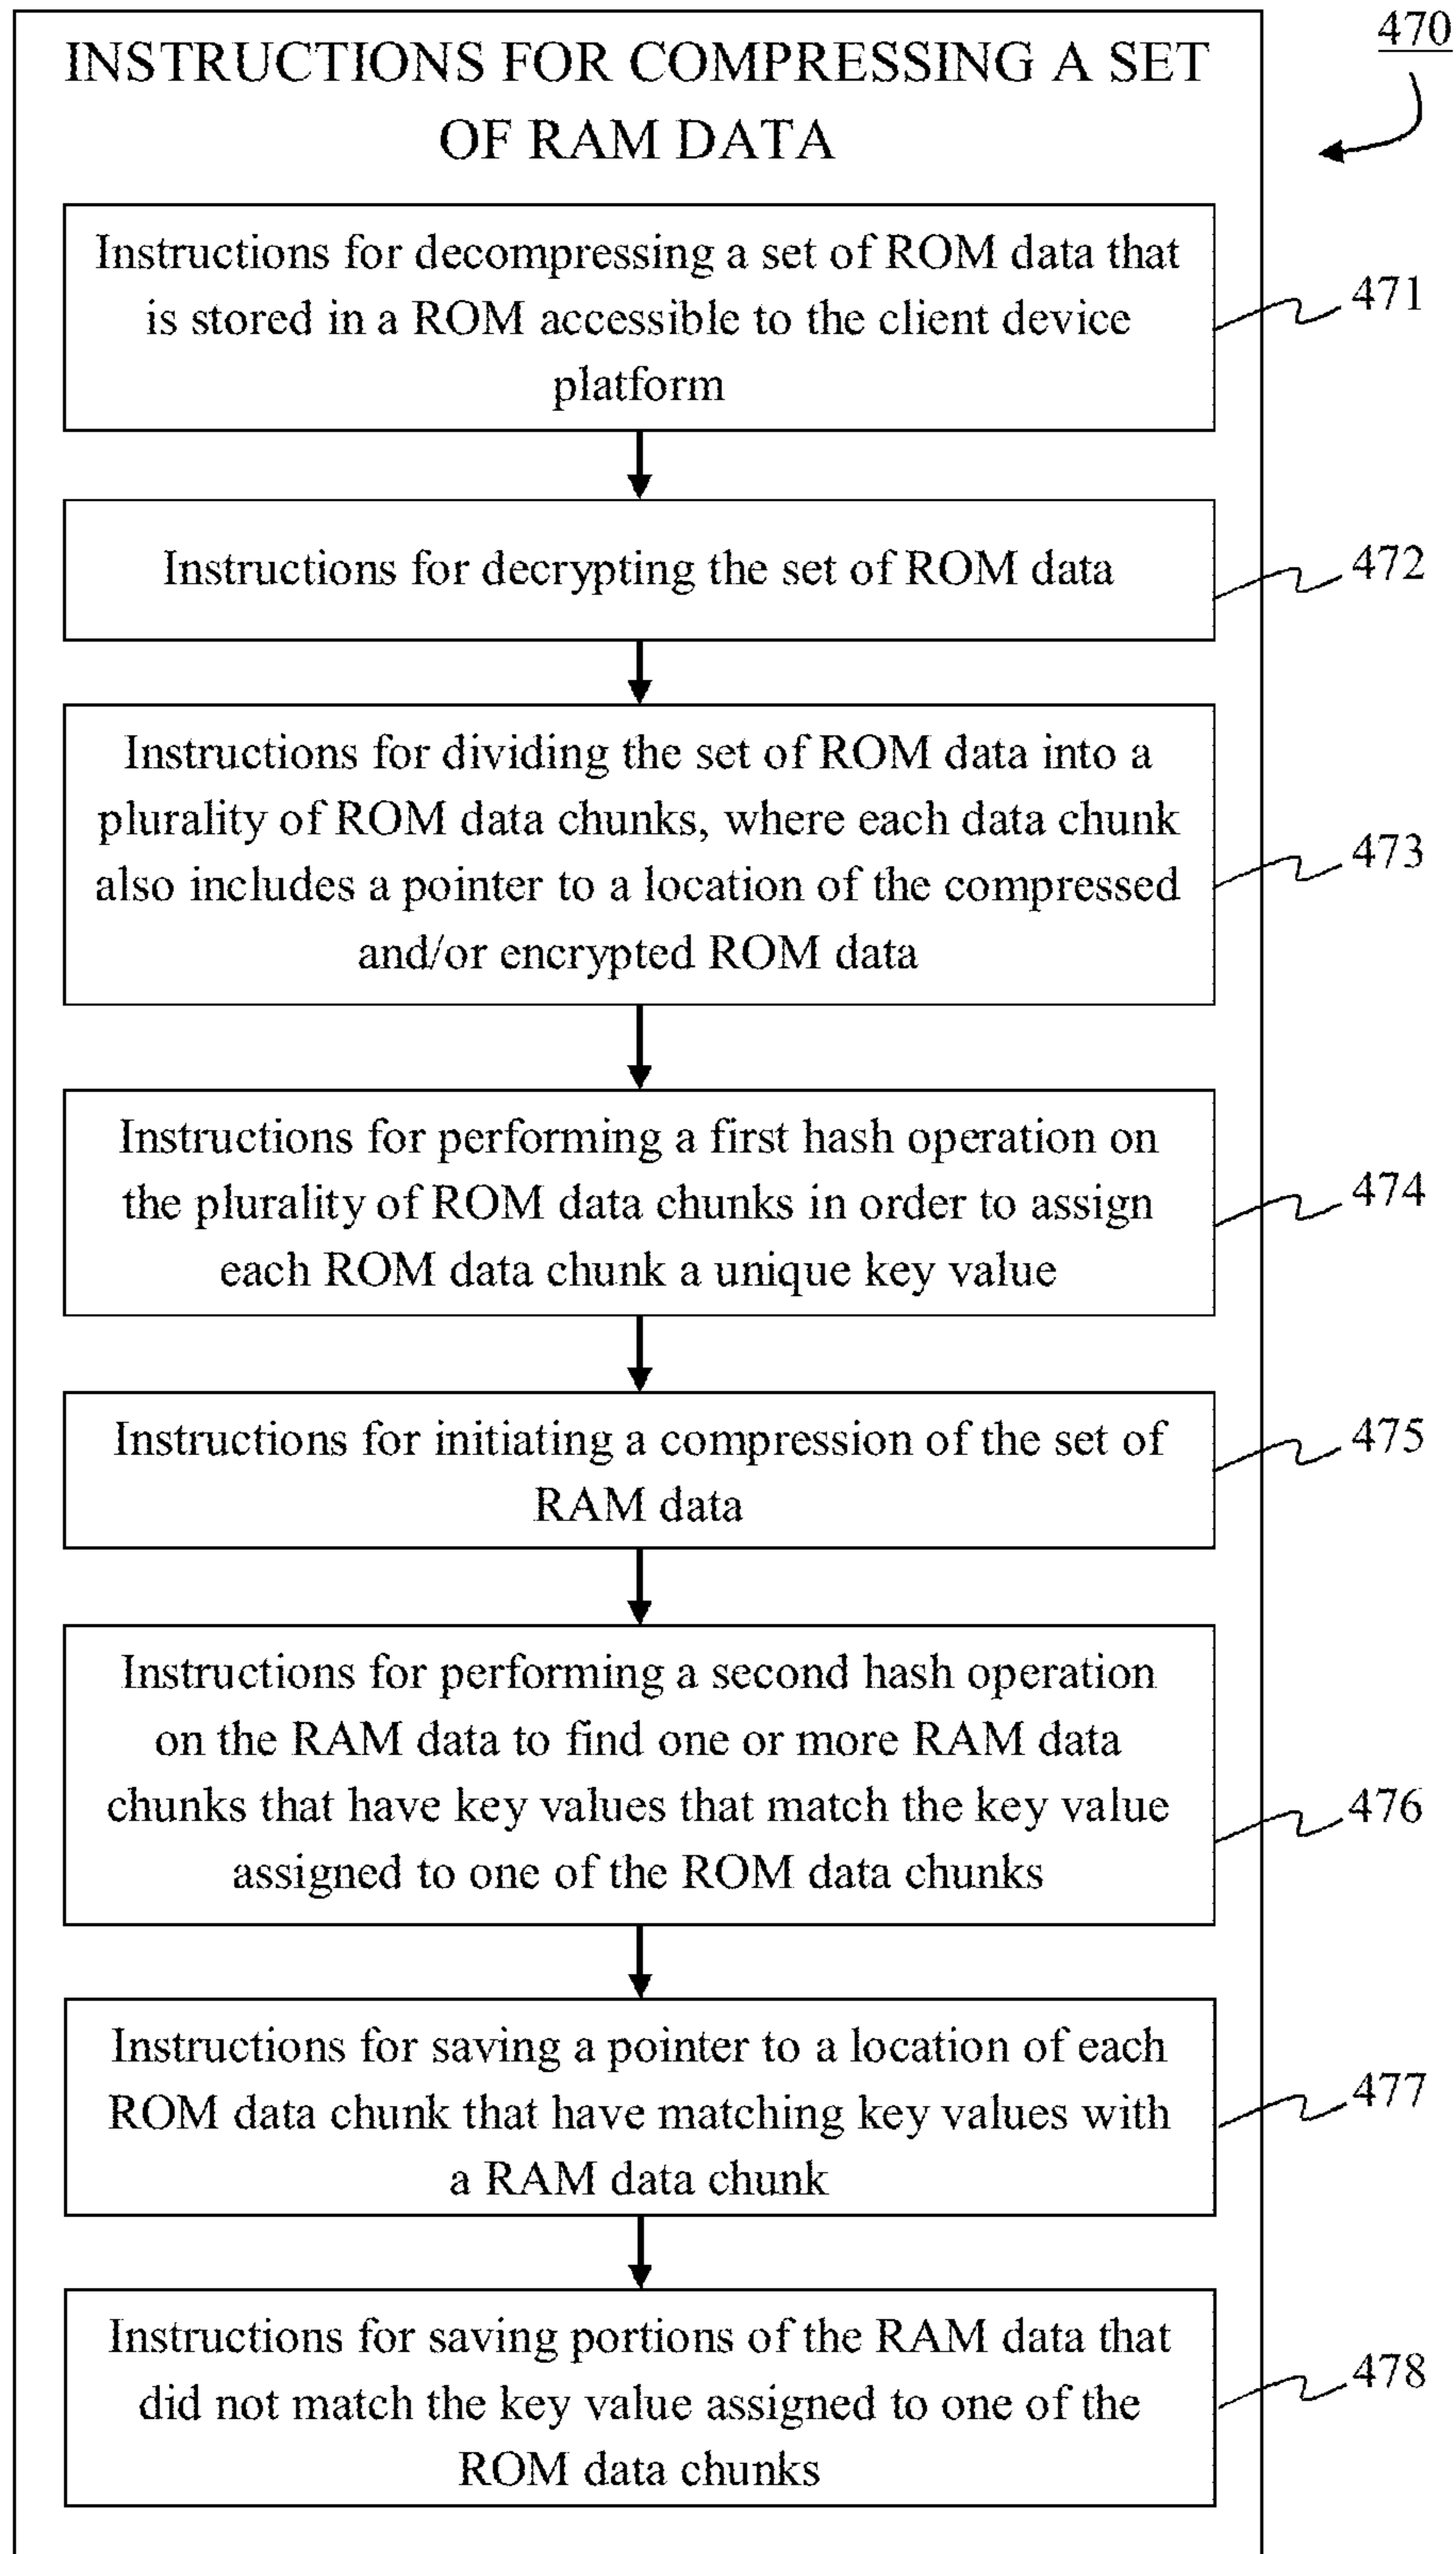 470
INSTRUCTIONS FOR COMPRESSING A SET
OF RAM DATA
Instructions for decompressing a set of ROM data that
is stored in a ROM accessible to the client device
platform
471
Instructions for decrypting the set of ROM data
472
Instructions for dividing the set of ROM data into a
plurality of ROM data chunks, where each data chunk
also includes a pointer to a location of the compressed
and/or encrypted ROM data
473
Instructions for performing a first hash operation on
the plurality of ROM data chunks in order to assign
each ROM data chunk a unique key value
474
Instructions for initiating a compression of the set of
RAM data
475
Instructions for performing a second hash operation
on the RAM data to find one or more RAM data
chunks that have key values that match the key value
assigned to one of the ROM data chunks
476
Instructions for saving a pointer to a location of each
ROM data chunk that have matching key values with
a RAM data chunk
477
Instructions for saving portions of the RAM data that
did not match the key value assigned to one of the
ROM data chunks
478